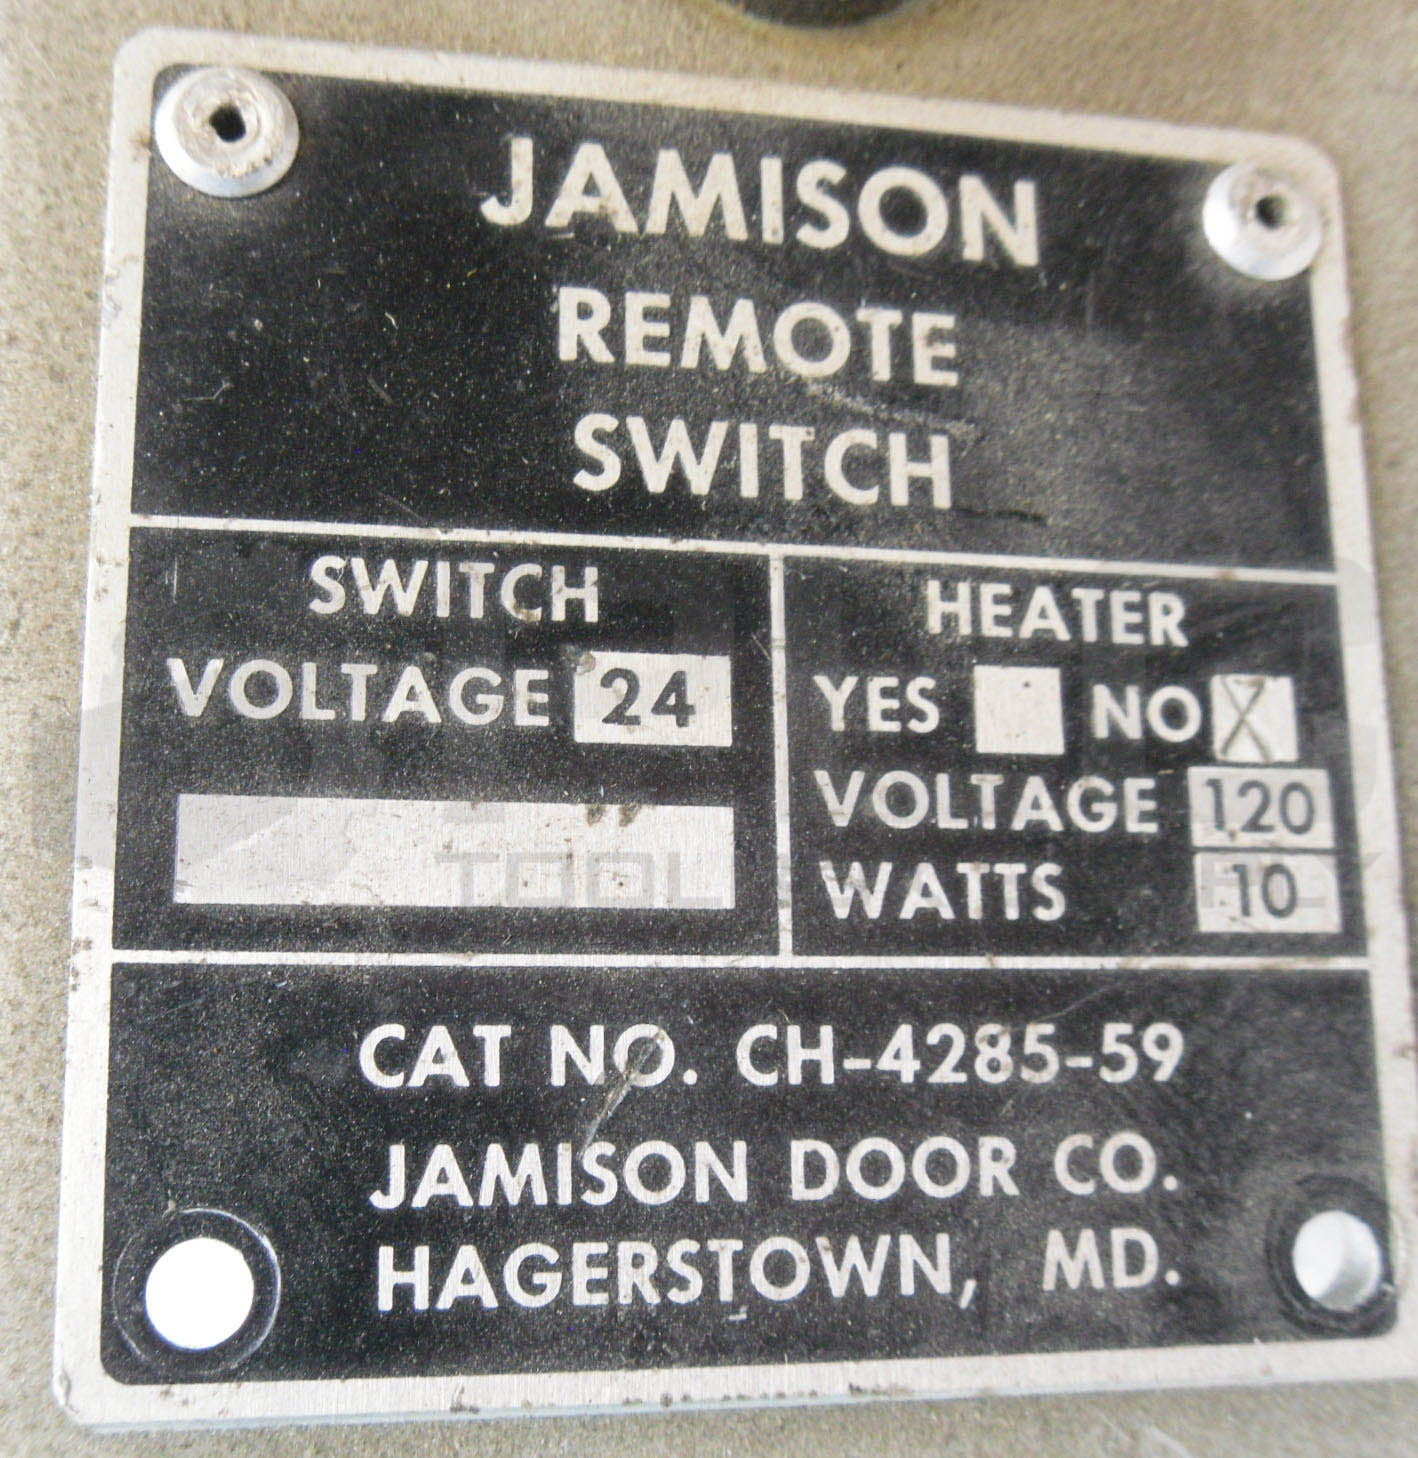 JAMISON
REMOTE
SWITCH
SWITCH
VOLTAGE 24
HEATER
YES NO X
VOLTAGE 120
WATTS 10
TOOL
CAT NO. CH-4285-59
JAMISON DOOR CO.
HAGERSTOWN, MD.